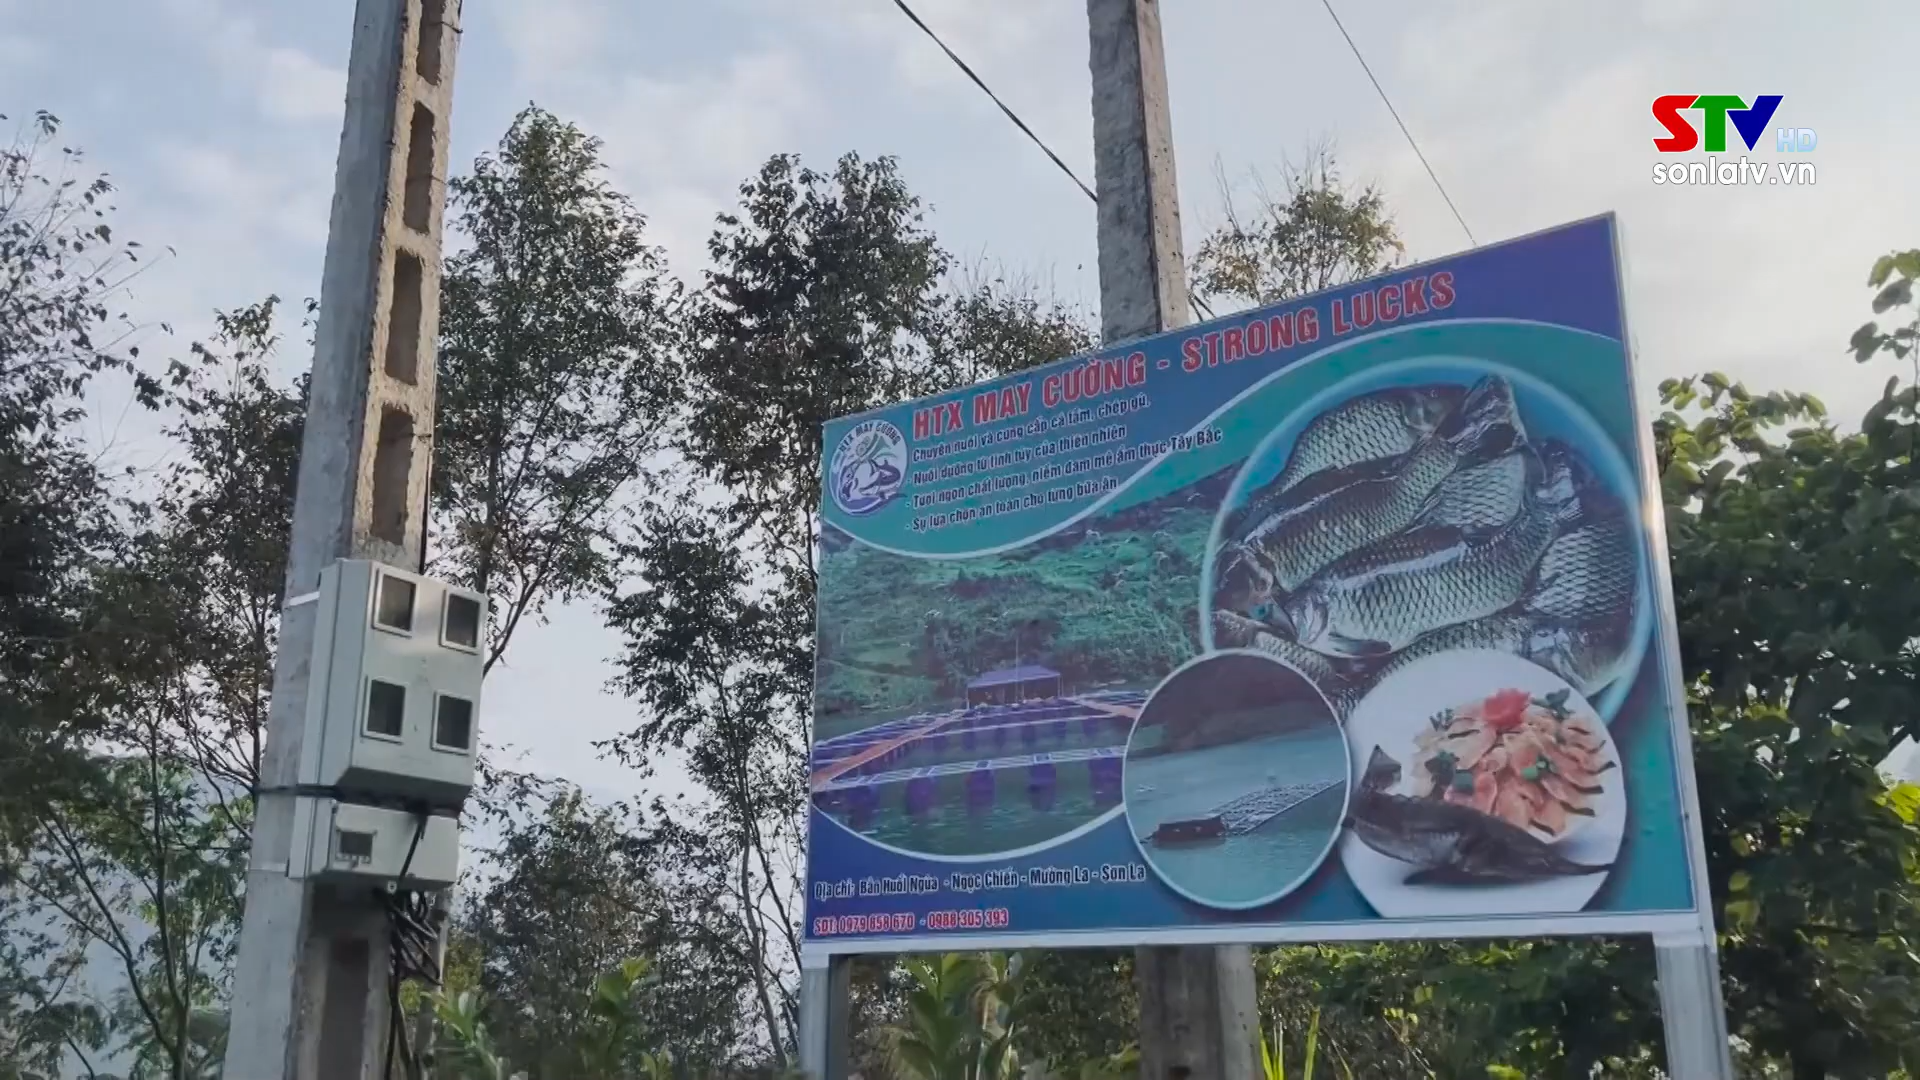 STV HD
sonlatv.vn
HTX MAY CƯỜNG - STRONG LUCKS
HTX MAY CƯỜNG
Chuyên nuôi và cung cấp cá tầm, chép gù,
- Nuôi dưỡng từ tinh túy của thiên nhiên
- Tươi ngon chất lượng, niềm đam mê ẩm thực Tây Bắc
- Sự lựa chọn an toàn cho từng bữa ăn
Địa chỉ: Bản Huổi Ngùa - Ngọc Chiến - Mường La - Sơn La
SĐT: 0979 858 670 - 0988 305 393